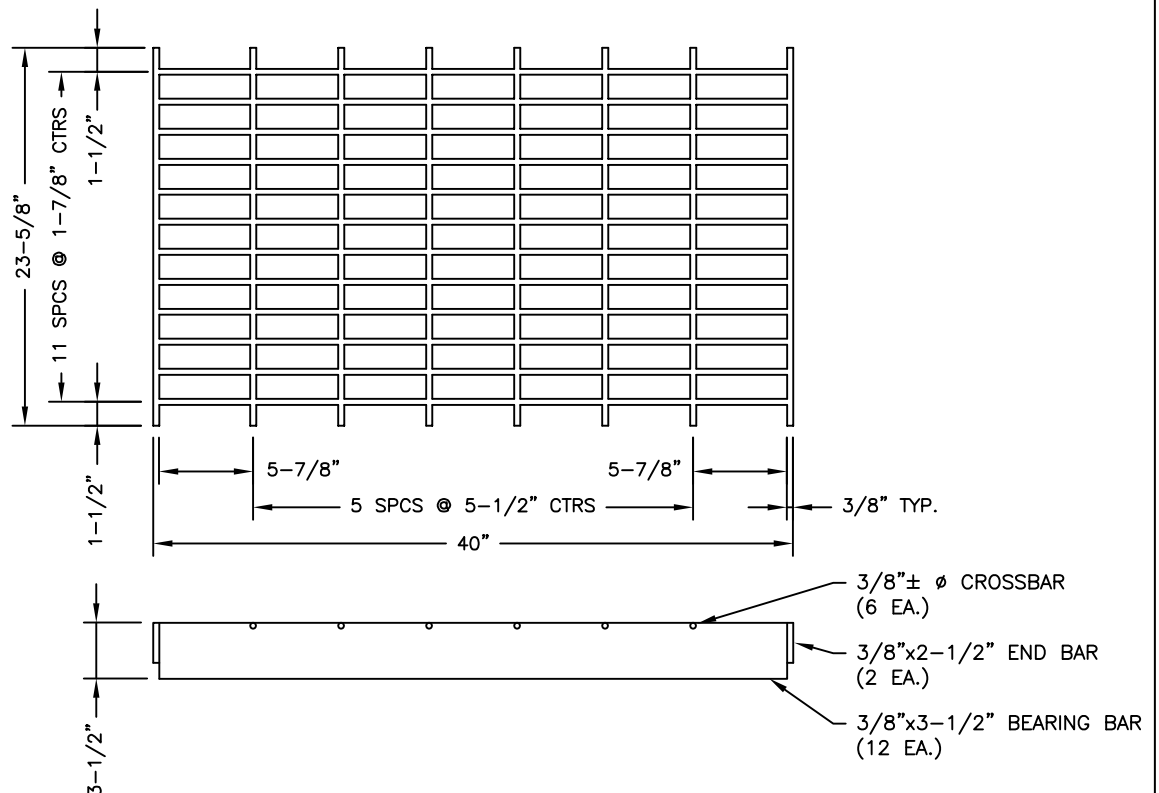 1-1/2"
23-5/8"
11 SPCS @ 1-7/8" CTRS
1-1/2"
5-7/8"
5-7/8"
5 SPCS @ 5-1/2" CTRS
3/8" TYP.
40"
3/8"± ø CROSSBAR
(6 EA.)
3/8"x2-1/2" END BAR
(2 EA.)
3/8"x3-1/2" BEARING BAR
(12 EA.)
3-1/2"